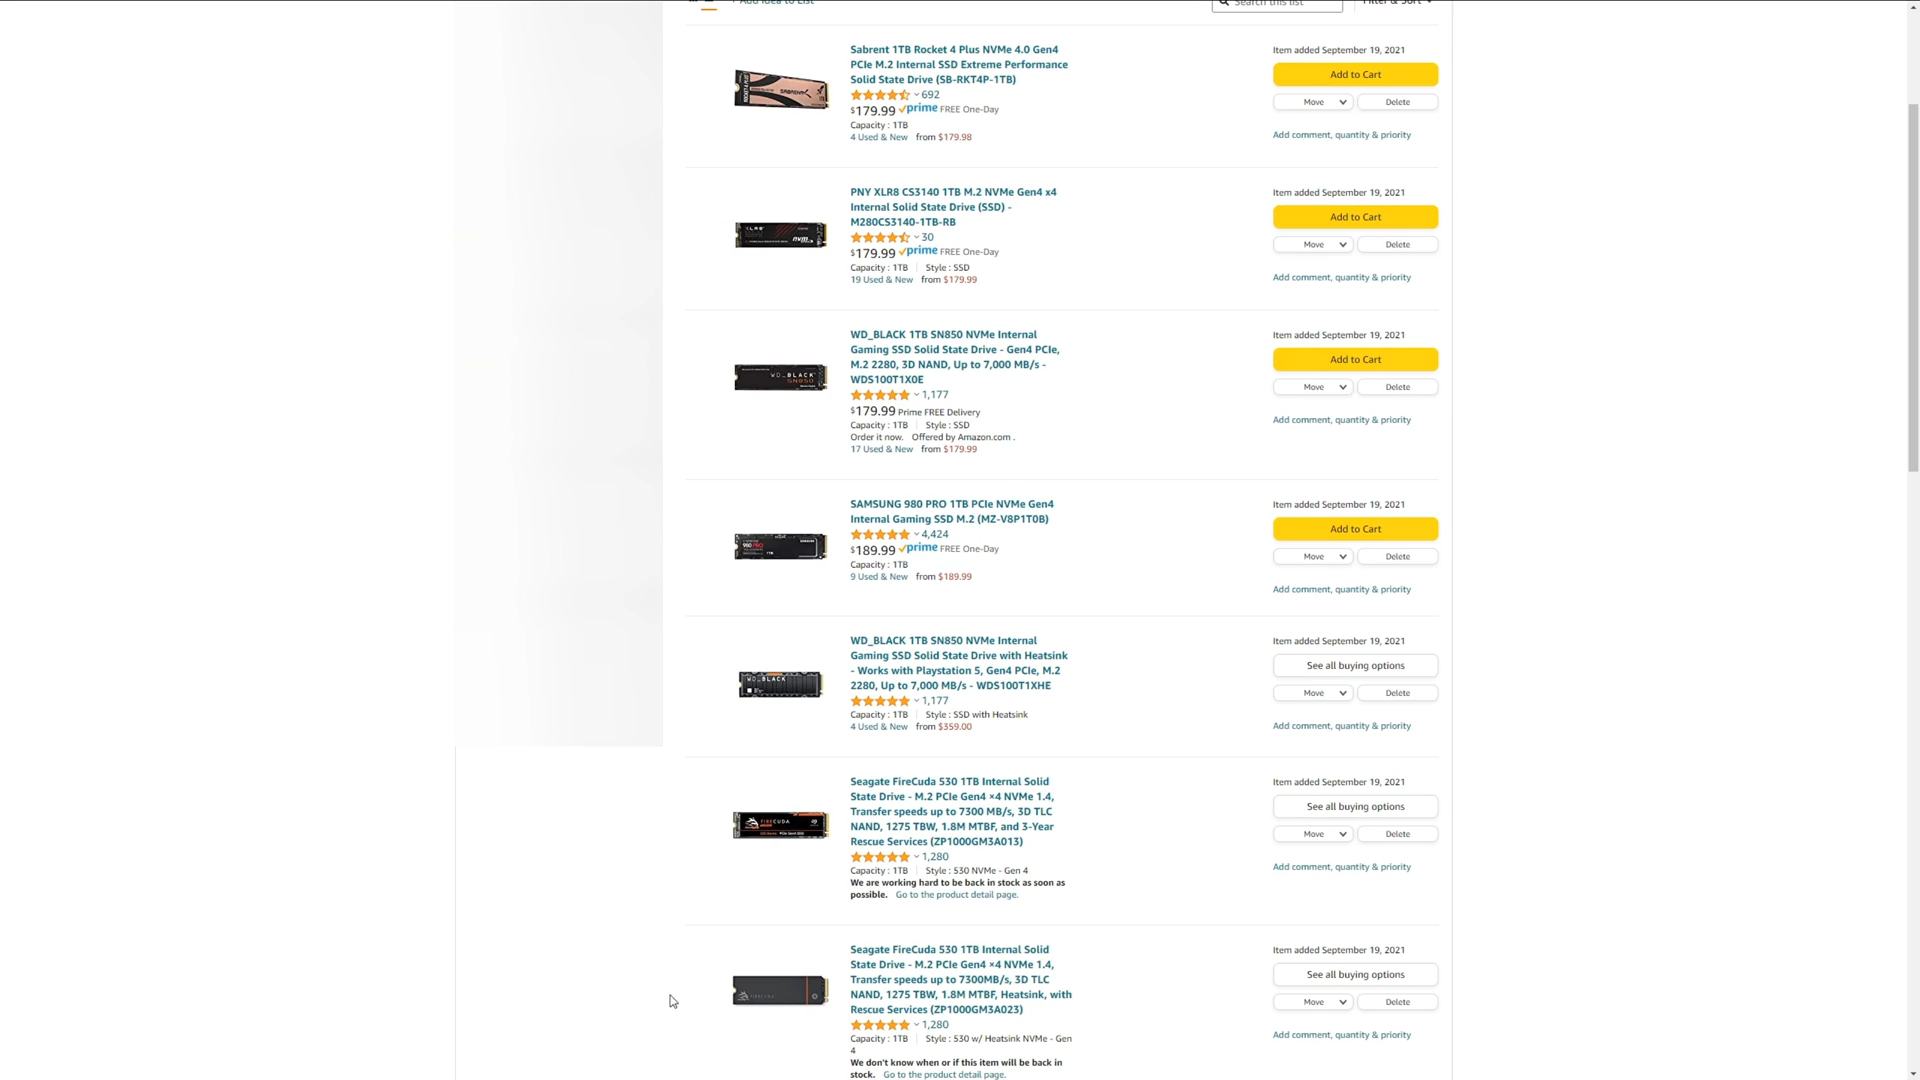 Add Idea to List
Search this list
Filter & Sort
Sabrent 1TB Rocket 4 Plus NVMe 4.0 Gen4
PCIe M.2 Internal SSD Extreme Performance
Solid State Drive (SB-RKT4P-1TB)
692
$179.99 prime FREE One-Day
Capacity : 1TB
4 Used & New from $179.98
Item added September 19, 2021
Add to Cart
Move
Delete
Add comment, quantity & priority
PNY XLR8 CS3140 1TB M.2 NVMe Gen4 x4
Internal Solid State Drive (SSD) -
M280CS3140-1TB-RB
30
$179.99 prime FREE One-Day
Capacity : 1TB Style : SSD
19 Used & New from $179.99
Item added September 19, 2021
Add to Cart
Move
Delete
Add comment, quantity & priority
WD_BLACK 1TB SN850 NVMe Internal
Gaming SSD Solid State Drive - Gen4 PCIe,
M.2 2280, 3D NAND, Up to 7,000 MB/s -
WDS100T1X0E
1,177
$179.99 Prime FREE Delivery
Capacity : 1TB Style : SSD
Order it now. Offered by Amazon.com .
17 Used & New from $179.99
Item added September 19, 2021
Add to Cart
Move
Delete
Add comment, quantity & priority
SAMSUNG 980 PRO 1TB PCIe NVMe Gen4
Internal Gaming SSD M.2 (MZ-V8P1T0B)
4,424
$189.99 prime FREE One-Day
Capacity : 1TB
9 Used & New from $189.99
Item added September 19, 2021
Add to Cart
Move
Delete
Add comment, quantity & priority
WD_BLACK 1TB SN850 NVMe Internal
Gaming SSD Solid State Drive with Heatsink
- Works with Playstation 5, Gen4 PCIe, M.2
2280, Up to 7,000 MB/s - WDS100T1XHE
1,177
Capacity : 1TB Style : SSD with Heatsink
4 Used & New from $359.00
Item added September 19, 2021
See all buying options
Move
Delete
Add comment, quantity & priority
Seagate FireCuda 530 1TB Internal Solid
State Drive - M.2 PCIe Gen4 ×4 NVMe 1.4,
Transfer speeds up to 7300 MB/s, 3D TLC
NAND, 1275 TBW, 1.8M MTBF, and 3-Year
Rescue Services (ZP1000GM3A013)
1,280
Capacity : 1TB Style : 530 NVMe - Gen 4
We are working hard to be back in stock as soon as
possible. Go to the product detail page.
Item added September 19, 2021
See all buying options
Move
Delete
Add comment, quantity & priority
Seagate FireCuda 530 1TB Internal Solid
State Drive - M.2 PCIe Gen4 ×4 NVMe 1.4,
Transfer speeds up to 7300MB/s, 3D TLC
NAND, 1275 TBW, 1.8M MTBF, Heatsink, with
Rescue Services (ZP1000GM3A023)
1,280
Capacity : 1TB Style : 530 w/ Heatsink NVMe - Gen
4
We don't know when or if this item will be back in
stock. Go to the product detail page.
Item added September 19, 2021
See all buying options
Move
Delete
Add comment, quantity & priority